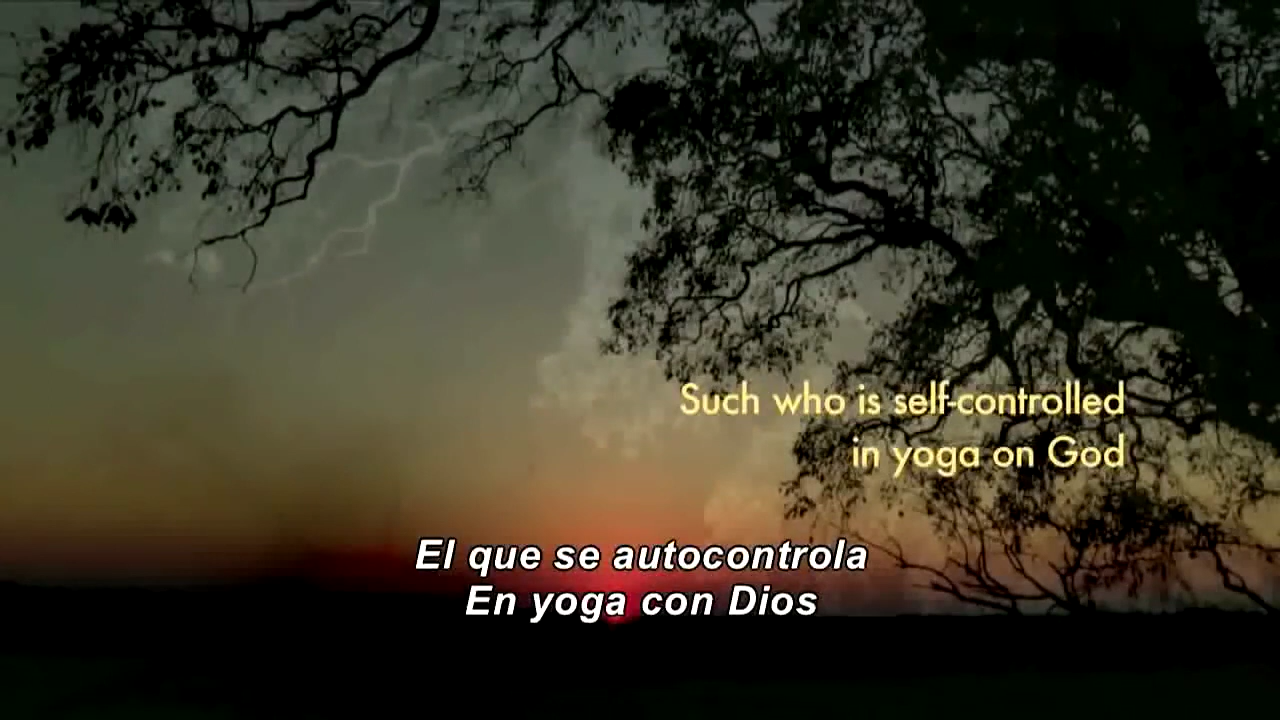 Such who is self-controlled
in yoga on God
El que se autocontrola
En yoga con Dios